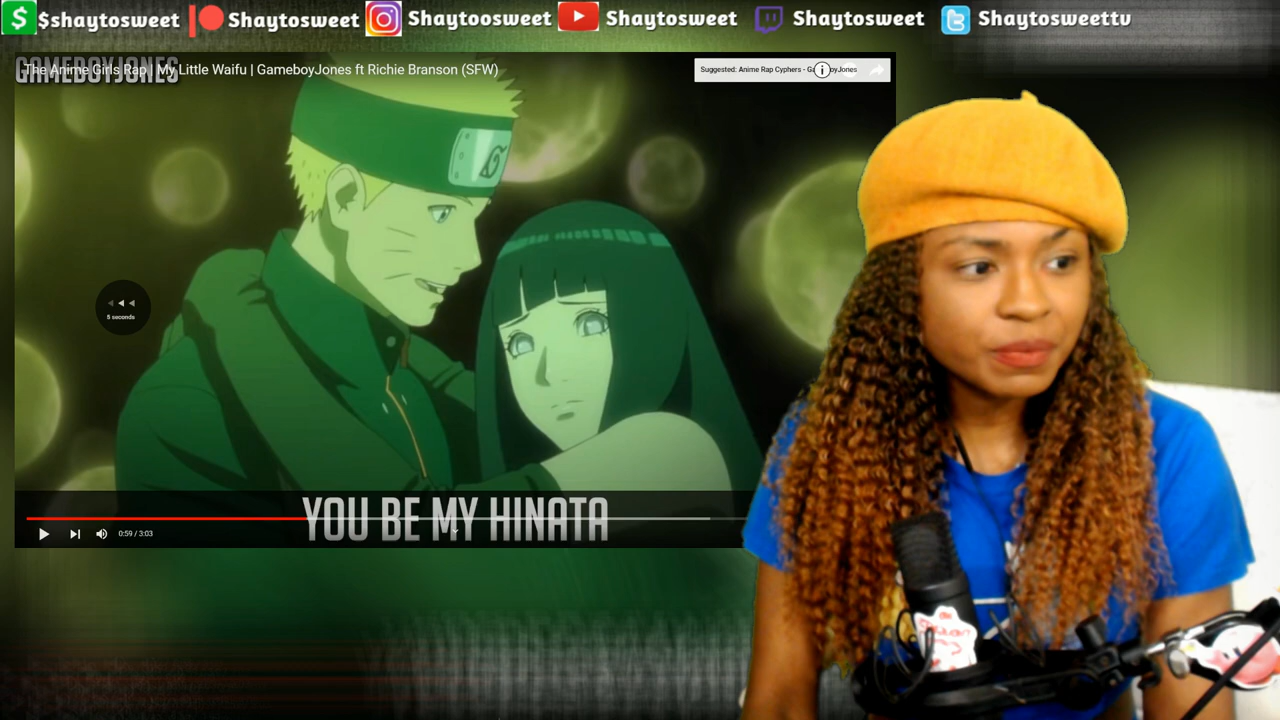 $shaytosweet Shaytosweet Shaytoosweet Shaytosweet Shaytosweet Shaytosweettv
GAMEBOYJONES
The Anime Girls Rap | My Little Waifu | GameboyJones ft Richie Branson (SFW)
Suggested: Anime Rap Cyphers - GameboyJones
5 seconds
YOU BE MY HINATA
0:59 / 3:03